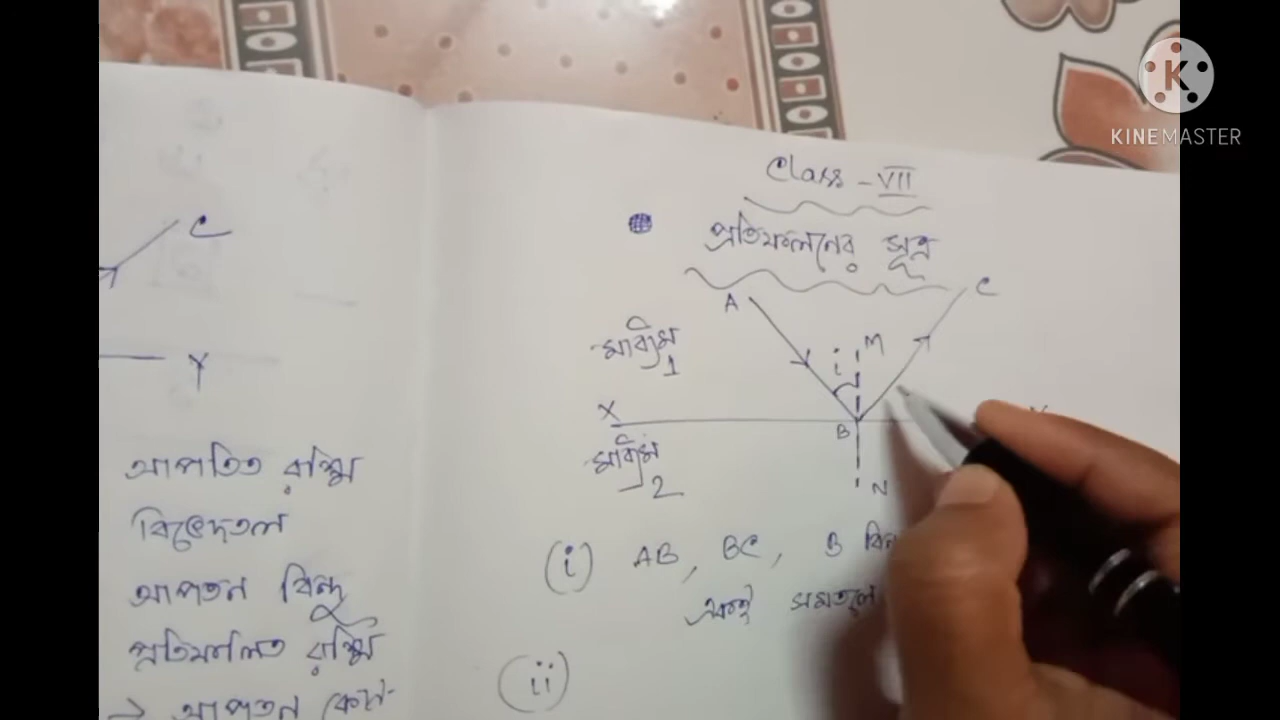 K
KINEMASTER
Class - VII
প্রতিফলনের সূত্র
A
C
মাধ্যম 1
i
M
X
B
মাধ্যম 2
N
(i) AB, BC, B
একই সমতলে
(ii)
C
Y
আপতিত রশ্মি
বিভেদতল
আপতন বিন্দু
প্রতিফলিত রশ্মি
আপতন কোণ